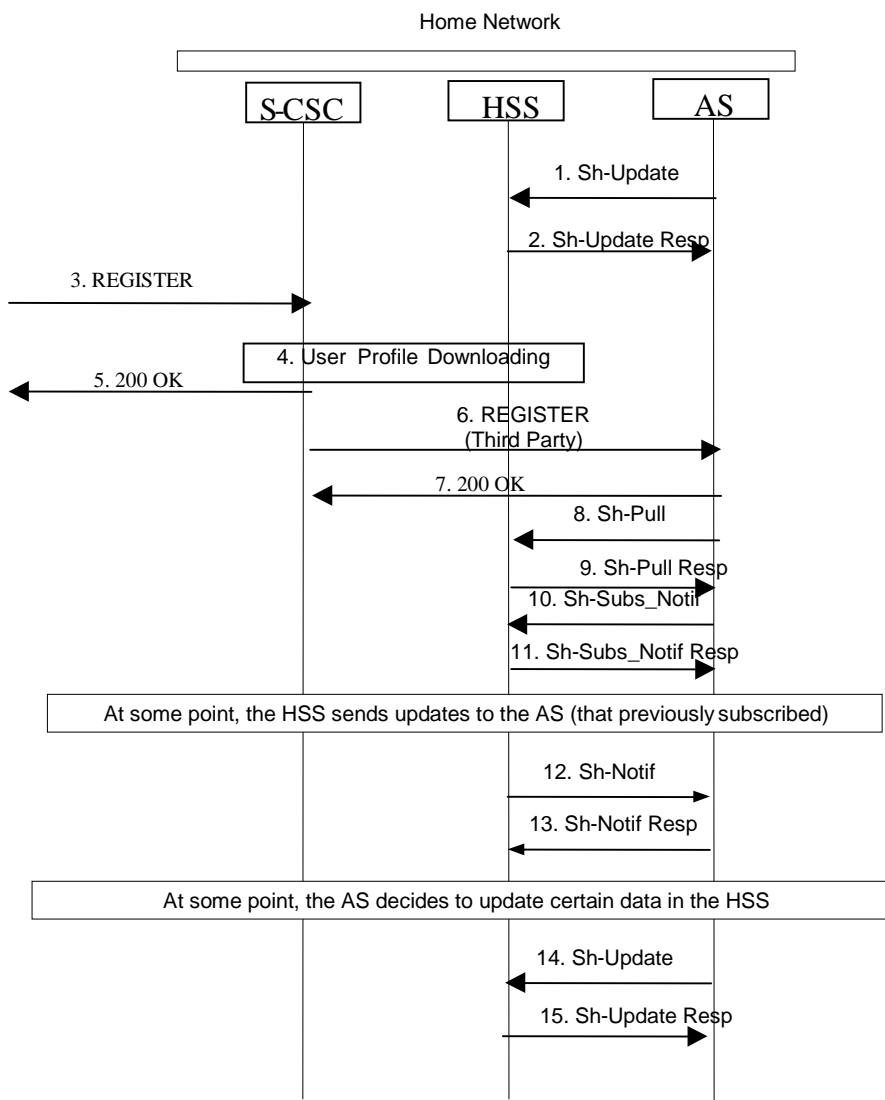 Home Network
S-CSC
HSS
AS
1. Sh-Update
2. Sh-Update Resp
3. REGISTER
4. User Profile Downloading
5. 200 OK
6. REGISTER
(Third Party)
7. 200 OK
8. Sh-Pull
9. Sh-Pull Resp
10. Sh-Subs_Notif
11. Sh-Subs_Notif Resp
At some point, the HSS sends updates to the AS (that previously subscribed)
12. Sh-Notif
13. Sh-Notif Resp
At some point, the AS decides to update certain data in the HSS
14. Sh-Update
15. Sh-Update Resp